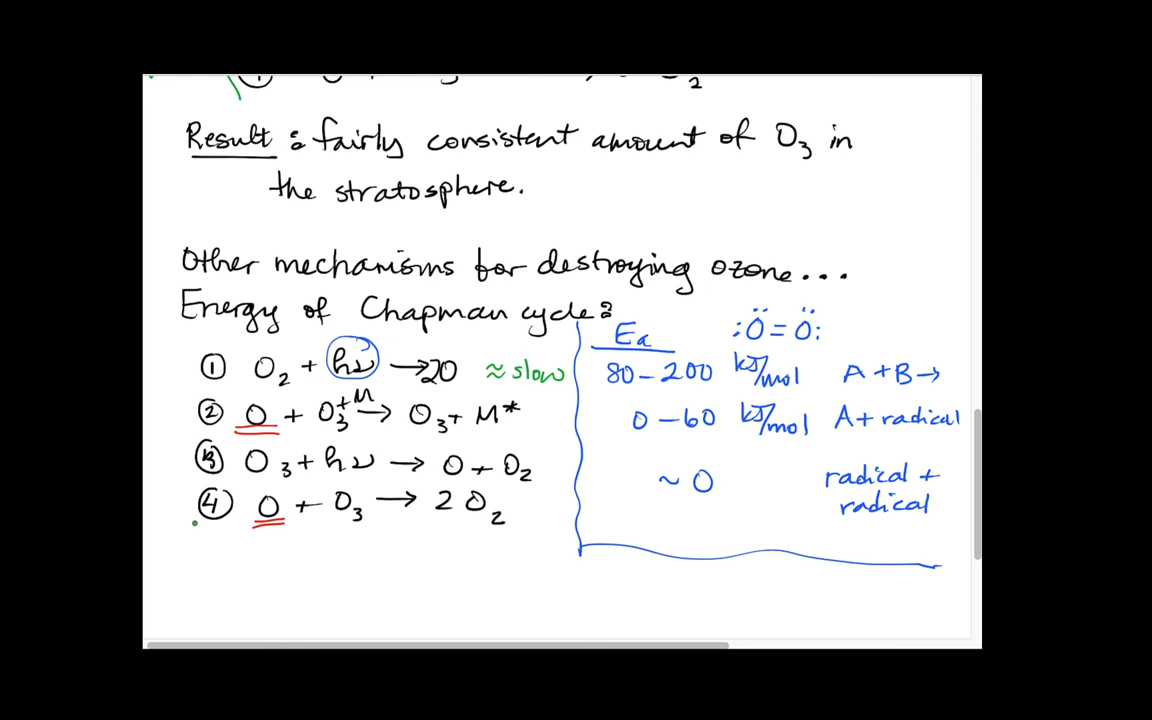 Result : fairly consistent amount of O3 in
the stratosphere.
Other mechanisms for destroying ozone...
Energy of Chapman cycle?
① O2 + hν → 2O ≈ slow
② O + O3 + M → O3 + M*
③ O3 + hν → O + O2
④ O + O3 → 2 O2
Ea
:Ö=Ö:
80 – 200 kJ/mol A + B →
0 – 60 kJ/mol A + radical
~ 0 radical +
radical